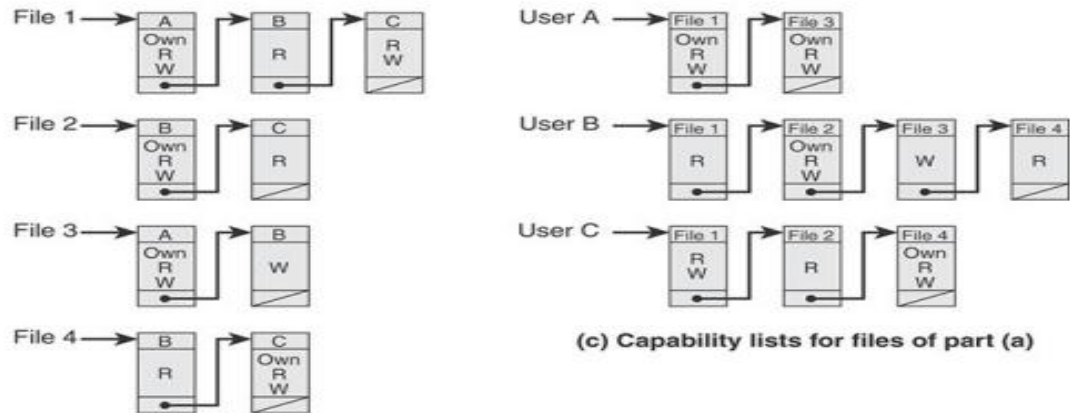 File 1
A
Own
R
W
B
R
C
R
W
File 2
B
Own
R
W
C
R
File 3
A
Own
R
W
B
W
File 4
B
R
C
Own
R
W
User A
File 1
Own
R
W
File 3
Own
R
W
User B
File 1
R
File 2
Own
R
W
File 3
W
File 4
R
User C
File 1
R
W
File 2
R
File 4
Own
R
W
(c) Capability lists for files of part (a)